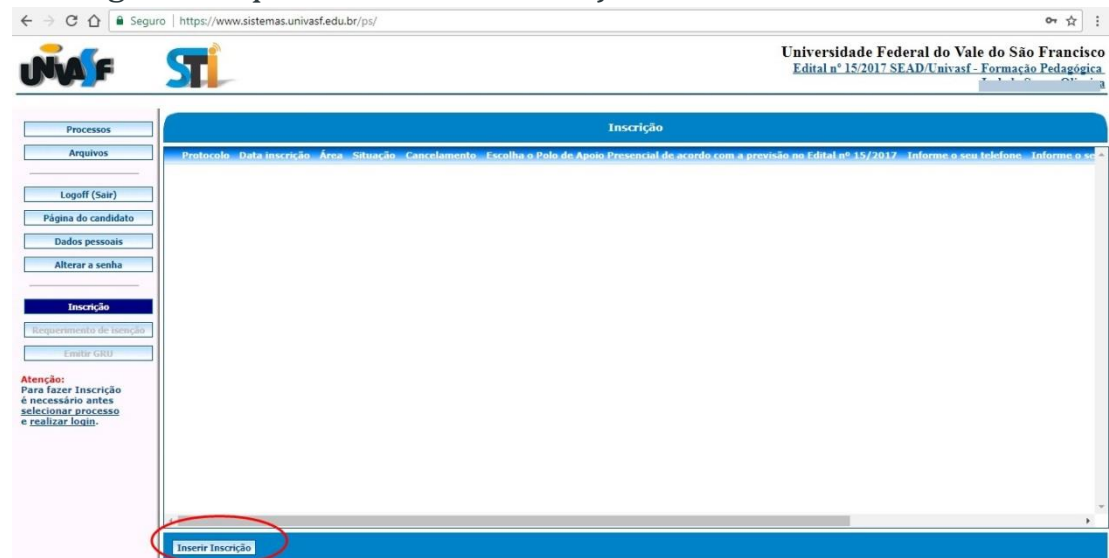 Seguro | https://www.sistemas.univasf.edu.br/ps/
UNIVASF
STI
Universidade Federal do Vale do São Francisco
Edital nº 15/2017 SEAD/Univasf - Formação Pedagógica
Processos
Arquivos
Logoff (Sair)
Página do candidato
Dados pessoais
Alterar a senha
Inscrição
Requerimento de isenção
Emitir GRU
Atenção:
Para fazer Inscrição
é necessário antes
selecionar processo
e realizar login.
Inscrição
Protocolo Data inscrição Área Situação Cancelamento Escolha o Polo de Apoio Presencial de acordo com a previsão no Edital nº 15/2017 Informe o seu telefone Informe o se
Inserir Inscrição